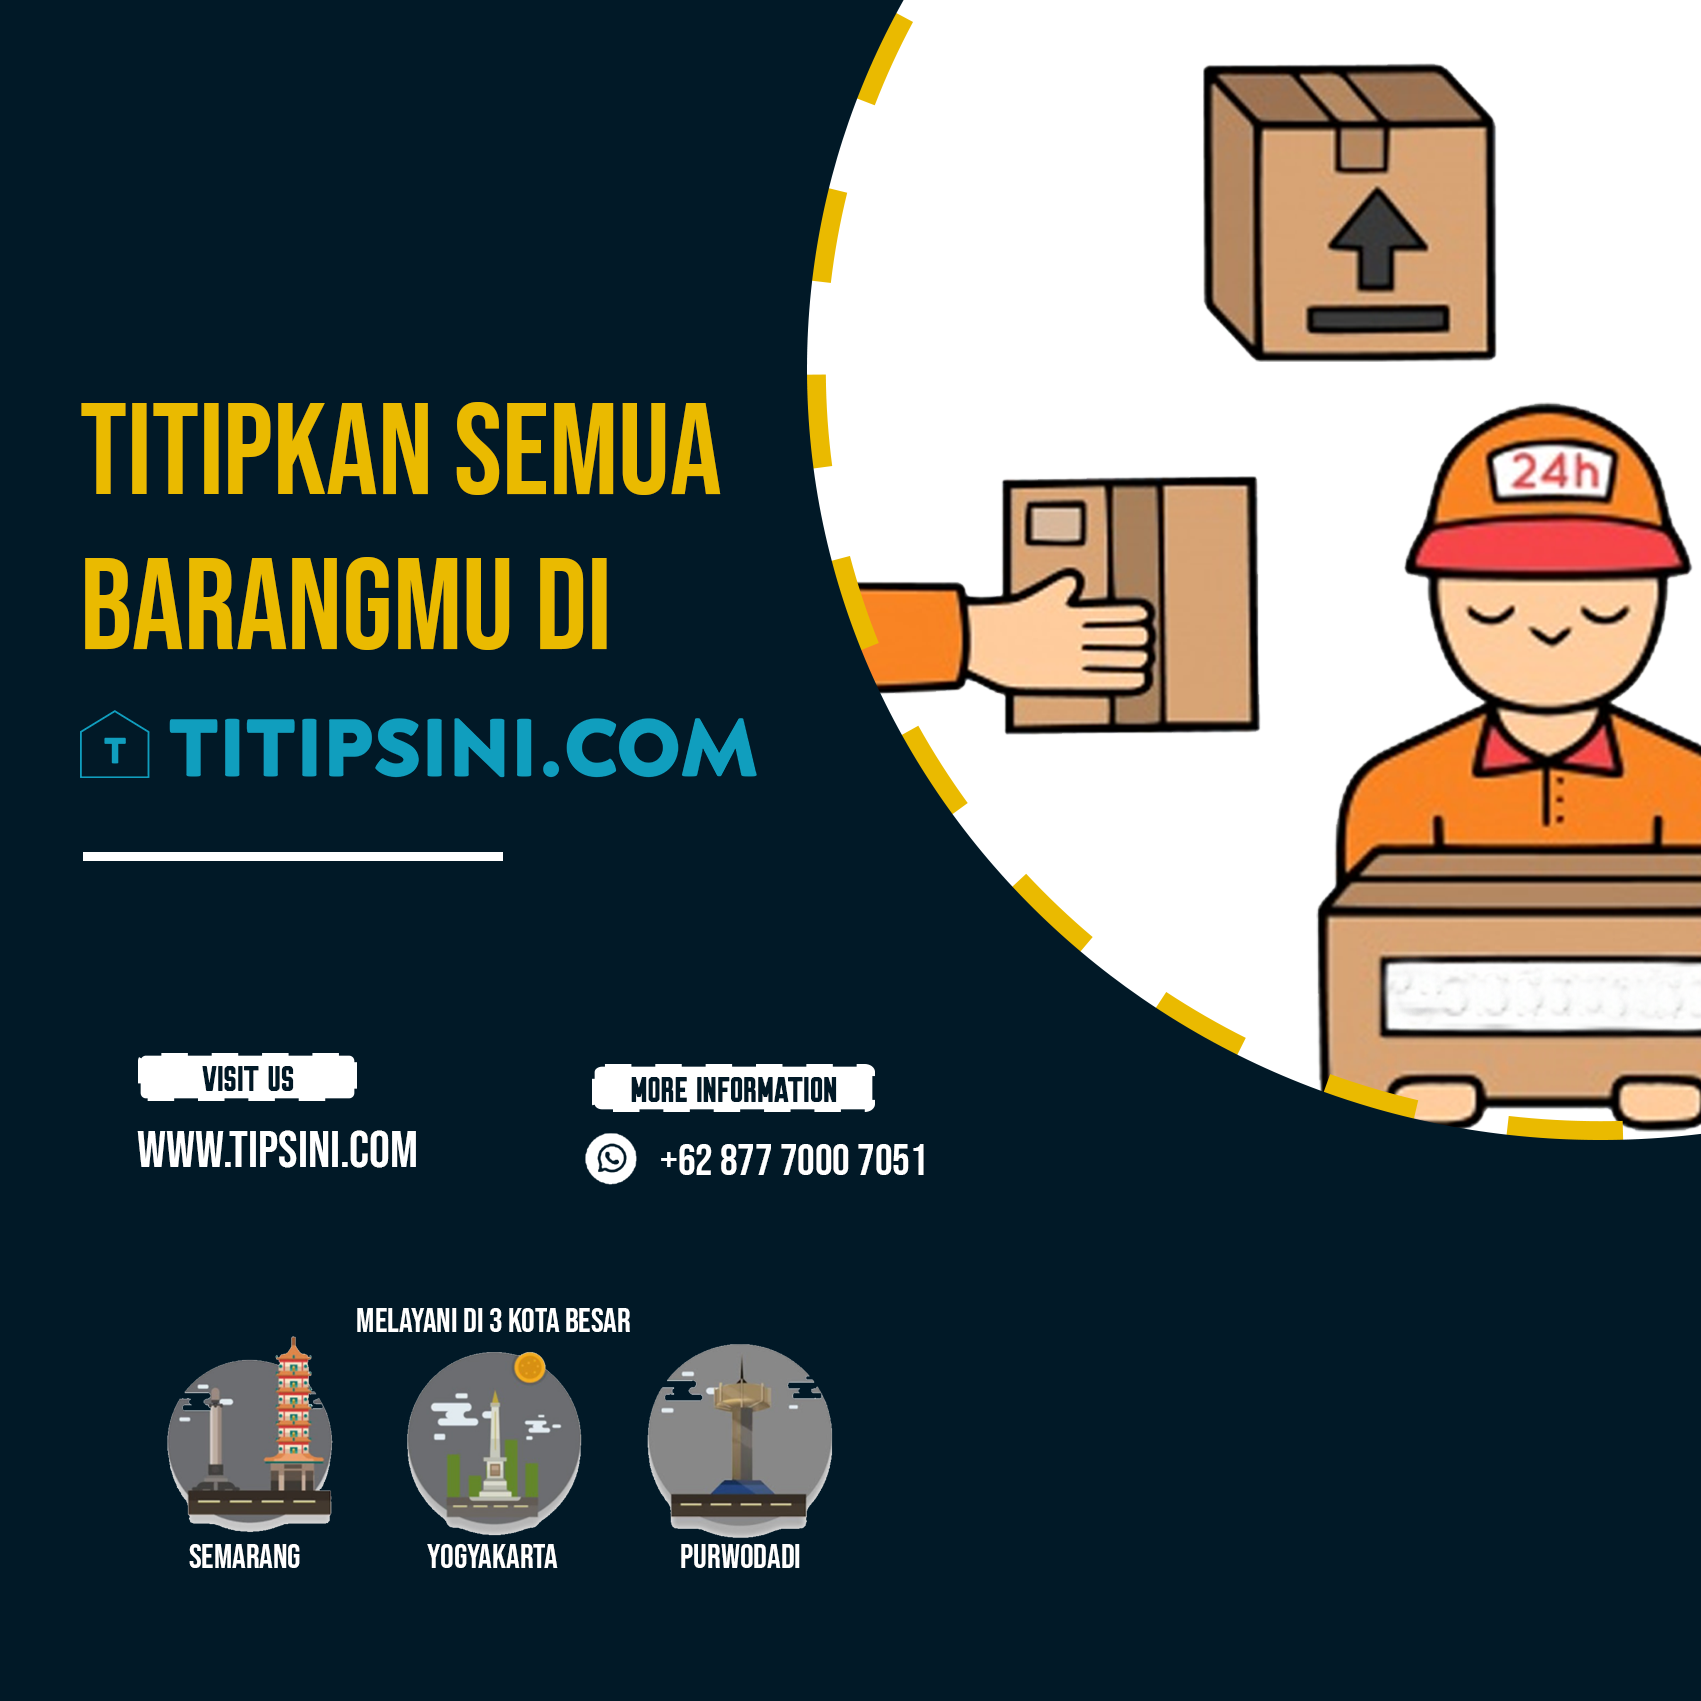 TITIPKAN SEMUA
BARANGMU DI
T TITIPSINI.COM
24h
VISIT US
WWW.TIPSINI.COM
MORE INFORMATION
+62 877 7000 7051
MELAYANI DI 3 KOTA BESAR
SEMARANG
YOGYAKARTA
PURWODADI